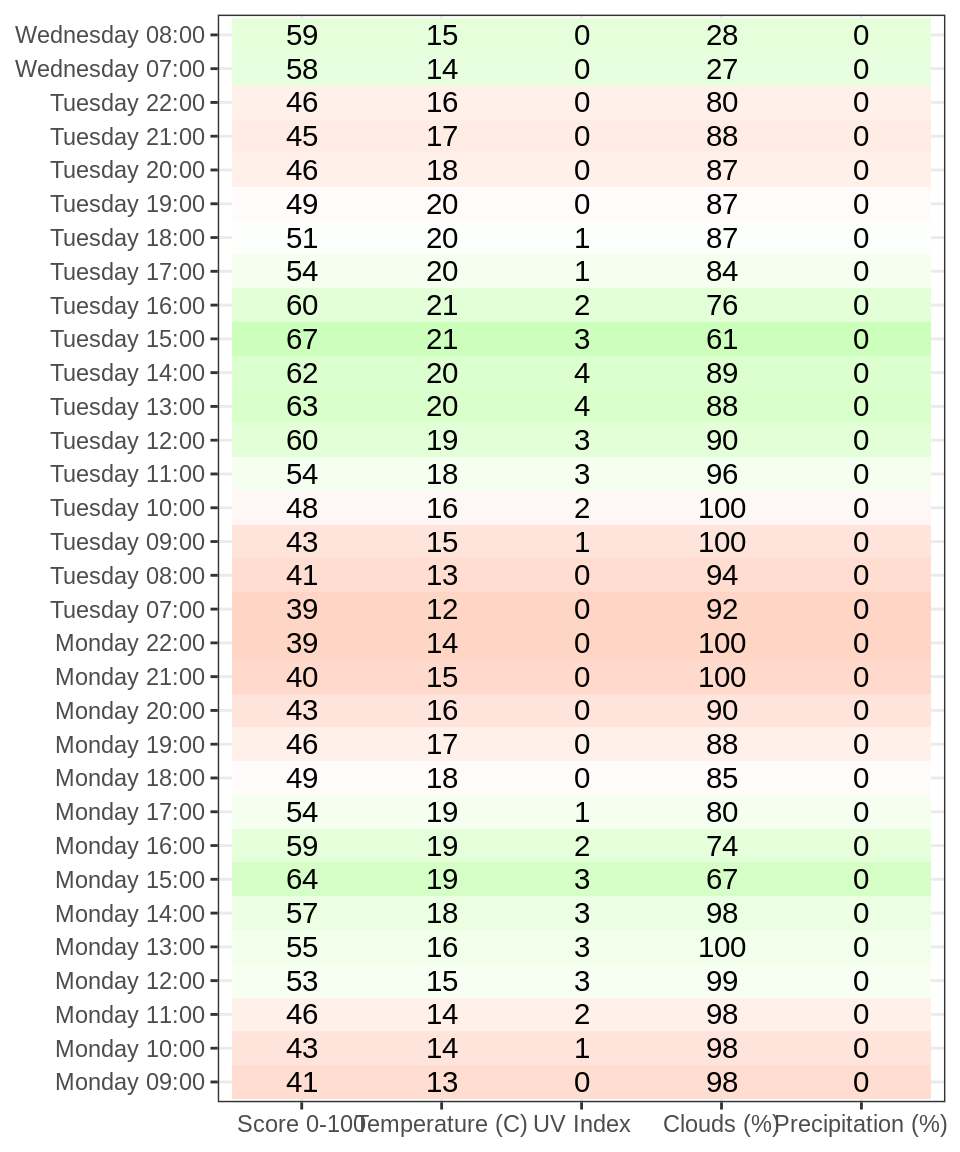 Wednesday 08:00 59 15 0 28 0
Wednesday 07:00 58 14 0 27 0
Tuesday 22:00 46 16 0 80 0
Tuesday 21:00 45 17 0 88 0
Tuesday 20:00 46 18 0 87 0
Tuesday 19:00 49 20 0 87 0
Tuesday 18:00 51 20 1 87 0
Tuesday 17:00 54 20 1 84 0
Tuesday 16:00 60 21 2 76 0
Tuesday 15:00 67 21 3 61 0
Tuesday 14:00 62 20 4 89 0
Tuesday 13:00 63 20 4 88 0
Tuesday 12:00 60 19 3 90 0
Tuesday 11:00 54 18 3 96 0
Tuesday 10:00 48 16 2 100 0
Tuesday 09:00 43 15 1 100 0
Tuesday 08:00 41 13 0 94 0
Tuesday 07:00 39 12 0 92 0
Monday 22:00 39 14 0 100 0
Monday 21:00 40 15 0 100 0
Monday 20:00 43 16 0 90 0
Monday 19:00 46 17 0 88 0
Monday 18:00 49 18 0 85 0
Monday 17:00 54 19 1 80 0
Monday 16:00 59 19 2 74 0
Monday 15:00 64 19 3 67 0
Monday 14:00 57 18 3 98 0
Monday 13:00 55 16 3 100 0
Monday 12:00 53 15 3 99 0
Monday 11:00 46 14 2 98 0
Monday 10:00 43 14 1 98 0
Monday 09:00 41 13 0 98 0
Score 0-100 Temperature (C) UV Index Clouds (%) Precipitation (%)